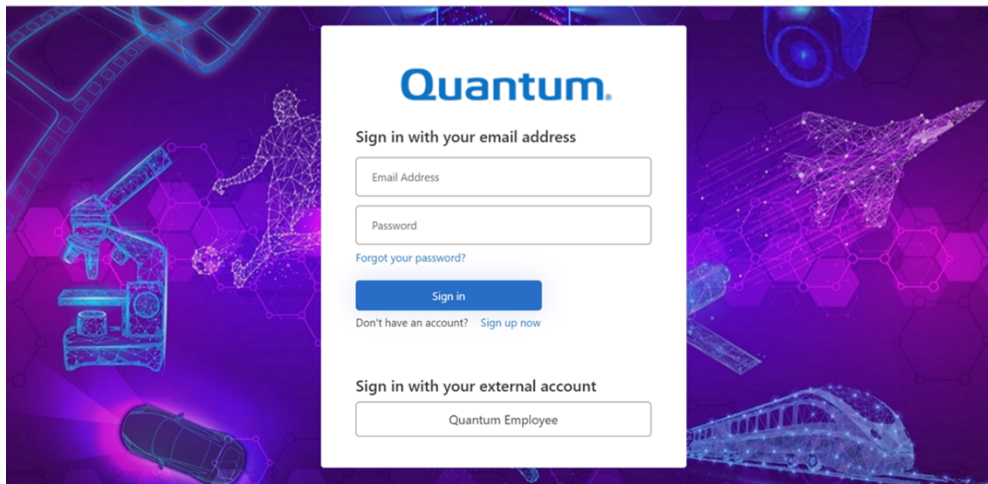 Quantum®
Sign in with your email address
Email Address
Password
Forgot your password?
Sign in
Don't have an account? Sign up now
Sign in with your external account
Quantum Employee